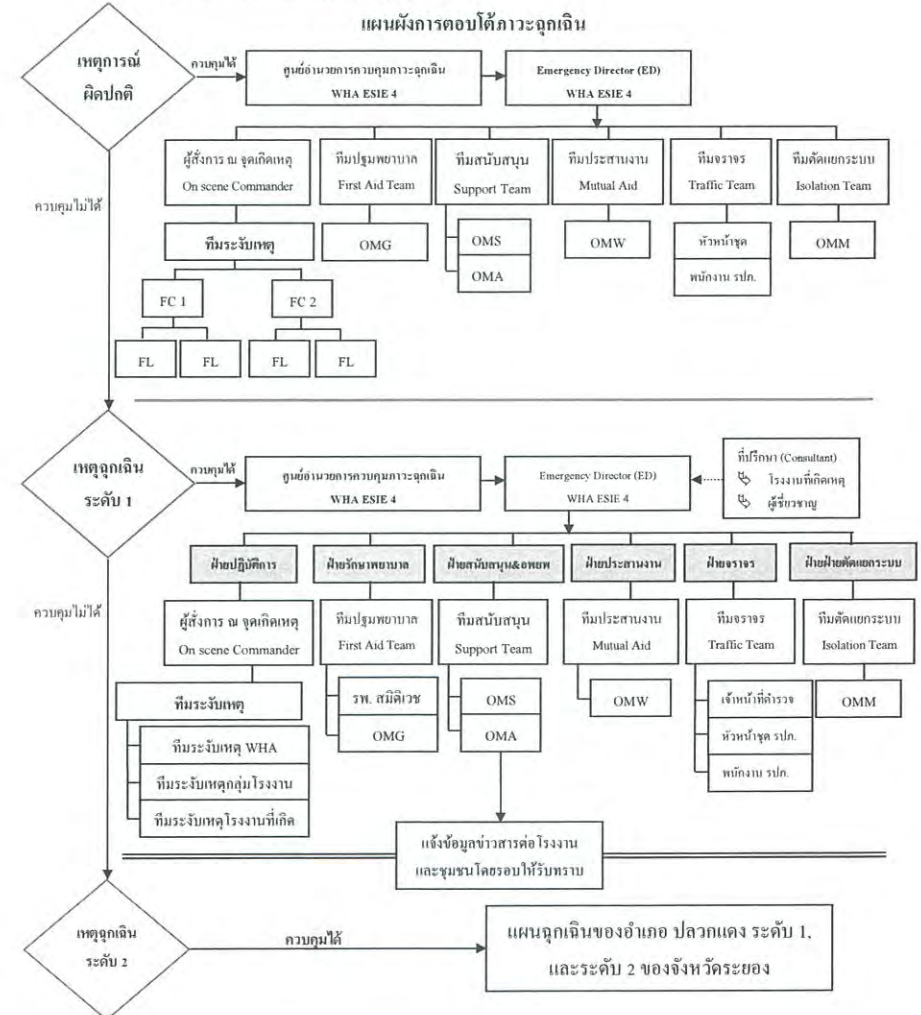 แผนผังการตอบโต้ภาวะฉุกเฉิน
เหตุการณ์
ผิดปกติ
ควบคุมได้
ศูนย์อำนวยการควบคุมภาวะฉุกเฉิน
WHA ESIE 4
Emergency Director (ED)
WHA ESIE 4
ผู้สั่งการ ณ จุดเกิดเหตุ
On scene Commander
ทีมปฐมพยาบาล
First Aid Team
ทีมสนับสนุน
Support Team
ทีมประสานงาน
Mutual Aid
ทีมจราจร
Traffic Team
ทีมตัดแยกระบบ
Isolation Team
ควบคุมไม่ได้
ทีมระงับเหตุ
OMG
OMS
OMA
OMW
หัวหน้าชุด
พนักงาน รปภ.
OMM
FC 1
FC 2
FL
FL
FL
FL
เหตุฉุกเฉิน
ระดับ 1
ควบคุมได้
ศูนย์อำนวยการควบคุมภาวะฉุกเฉิน
WHA ESIE 4
Emergency Director (ED)
WHA ESIE 4
ที่ปรึกษา (Consultant)
โรงงานที่เกิดเหตุ
ผู้เชี่ยวชาญ
ฝ่ายปฏิบัติการ
ฝ่ายรักษาพยาบาล
ฝ่ายสนับสนุน&อพยพ
ฝ่ายประสานงาน
ฝ่ายจราจร
ฝ่ายฝ่ายตัดแยกระบบ
ควบคุมไม่ได้
ผู้สั่งการ ณ จุดเกิดเหตุ
On scene Commander
ทีมปฐมพยาบาล
First Aid Team
ทีมสนับสนุน
Support Team
ทีมประสานงาน
Mutual Aid
ทีมจราจร
Traffic Team
ทีมตัดแยกระบบ
Isolation Team
ทีมระงับเหตุ
ทีมระงับเหตุ WHA
ทีมระงับเหตุกลุ่มโรงงาน
ทีมระงับเหตุโรงงานที่เกิด
รพ. สมิติเวช
OMG
OMS
OMA
OMW
เจ้าหน้าที่ตำรวจ
หัวหน้าชุด รปภ.
พนักงาน รปภ.
OMM
แจ้งข้อมูลข่าวสารต่อโรงงาน
และชุมชนโดยรอบให้รับทราบ
เหตุฉุกเฉิน
ระดับ 2
ควบคุมได้
แผนฉุกเฉินของอำเภอ ปลวกแดง ระดับ 1,
และระดับ 2 ของจังหวัดระยอง